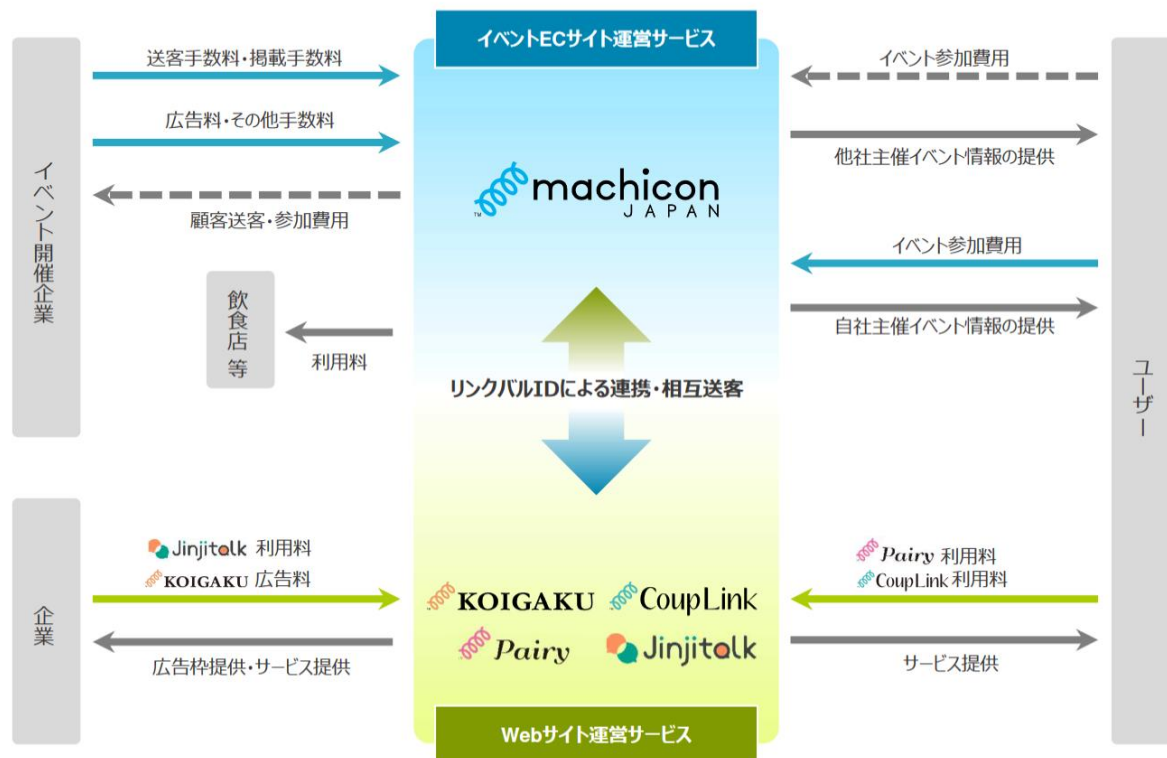 イベントECサイト運営サービス
イベント開催企業
送客手数料・掲載手数料
広告料・その他手数料
顧客送客・参加費用
飲食店 等
利用料
machicon
JAPAN
TM
イベント参加費用
他社主催イベント情報の提供
イベント参加費用
自社主催イベント情報の提供
ユーザー
リンクバルIDによる連携・相互送客
企業
Jinjitalk 利用料
KOIGAKU 広告料
広告枠提供・サービス提供
KOIGAKU
CoupLink
Pairy
Jinjitalk
Pairy 利用料
CoupLink 利用料
サービス提供
Webサイト運営サービス